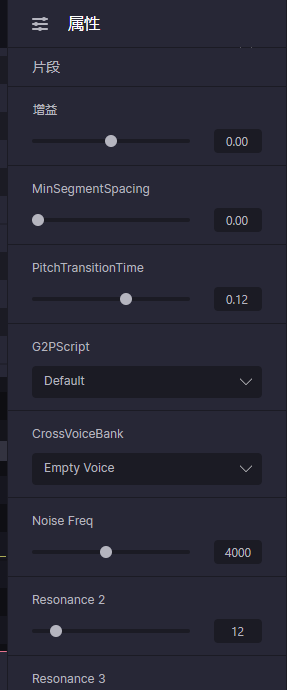 属性
片段
增益
0.00
MinSegmentSpacing
0.00
PitchTransitionTime
0.12
G2PScript
Default
CrossVoiceBank
Empty Voice
Noise Freq
4000
Resonance 2
12
Resonance 3